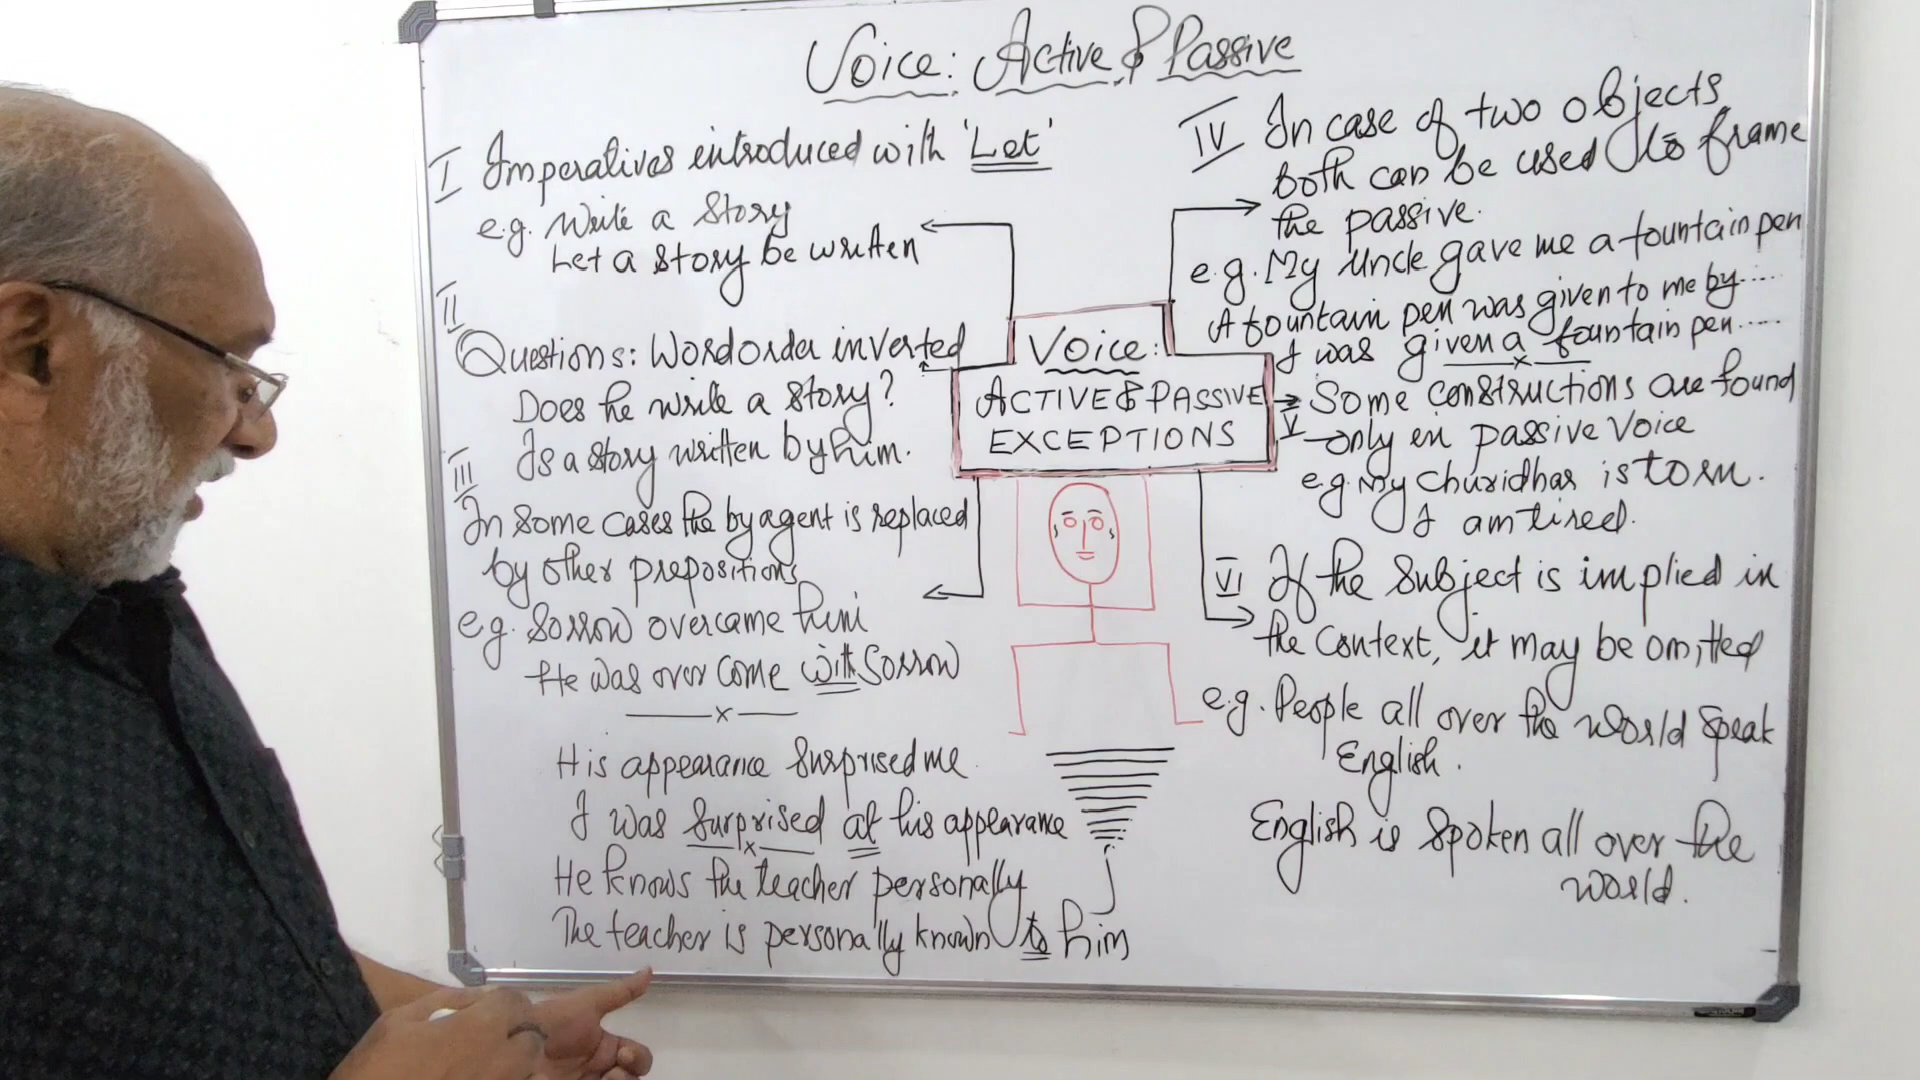 Voice: Active & Passive
I Imperatives introduced with 'Let'
e.g. Write a Story
Let a Story be written
II
Questions: Word order inverted
Does he write a story?
Is a story written by him.
III
In some cases the by agent is replaced
by other prepositions
e.g. Sorrow overcame him
He was over come with Sorrow
x
His appearance Surprised me
I was Surprised at his appearance
x
He knows the teacher personally
The teacher is personally known to him
Voice:
ACTIVE & PASSIVE
EXCEPTIONS
IV In case of two objects
both can be used to frame
the passive.
e.g. My Uncle gave me a fountain pen
A fountain pen was given to me by.....
I was given a fountain pen.....
x
Some constructions are found
V only in passive Voice
e.g My Churidhar is torn.
I am tired.
VI If the Subject is implied in
the Context, it may be omitted
e.g. People all over the world Speak
English.
English is Spoken all over the
world.